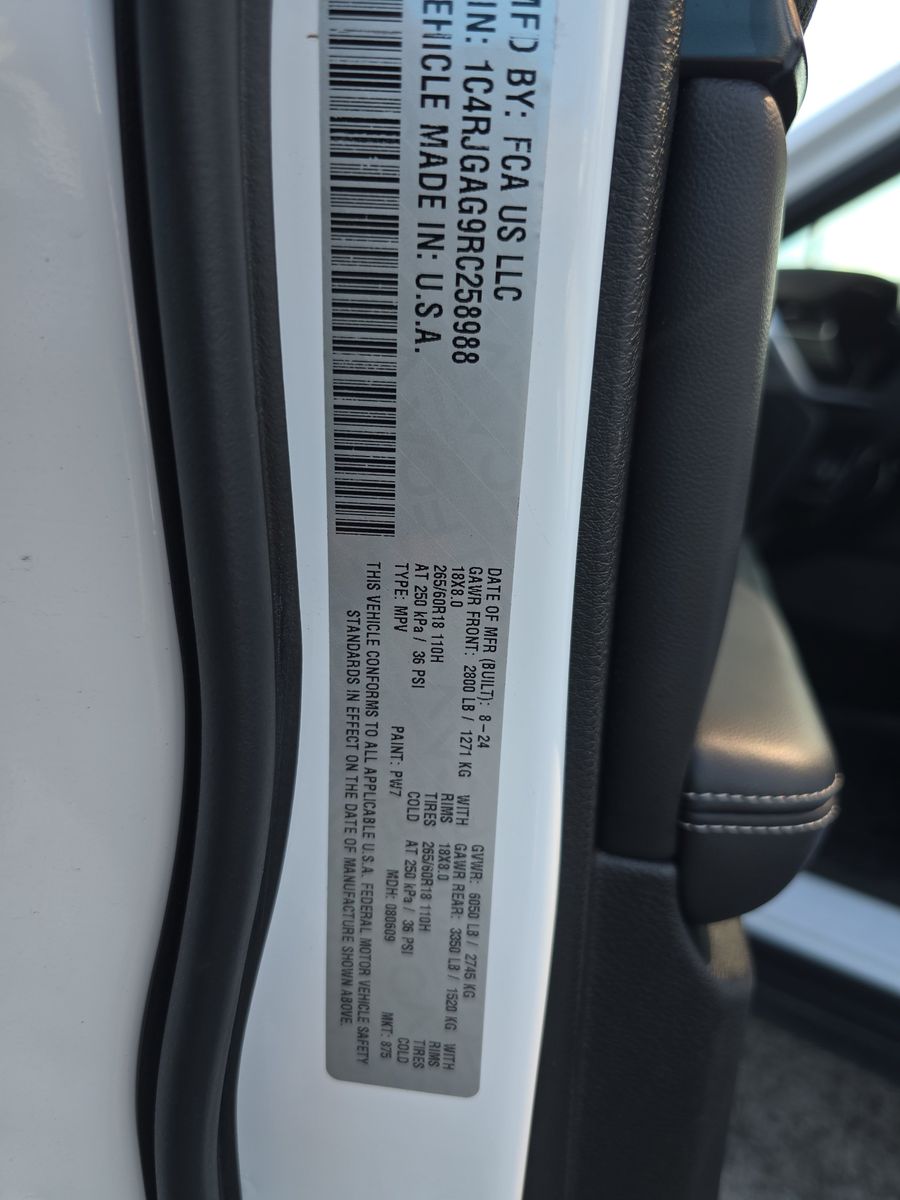 MFD BY: FCA US LLC
IN: 1C4RJGAG9RC258988
EHICLE MADE IN: U.S.A.
DATE OF MFR (BUILT): 8-24 GVWR: 6050 LB / 2745 KG
GAWR FRONT: 2800 LB / 1271 KG WITH GAWR REAR: 3350 LB / 1520 KG WITH
18X8.0 RIMS 18X8.0 RIMS
265/60R18 110H TIRES 265/60R18 110H TIRES
AT 250 kPa / 36 PSI COLD AT 250 kPa / 36 PSI COLD
TYPE: MPV PAINT: PW7 MDH: 080609 MKT: 875
THIS VEHICLE CONFORMS TO ALL APPLICABLE U.S.A. FEDERAL MOTOR VEHICLE SAFETY
STANDARDS IN EFFECT ON THE DATE OF MANUFACTURE SHOWN ABOVE.